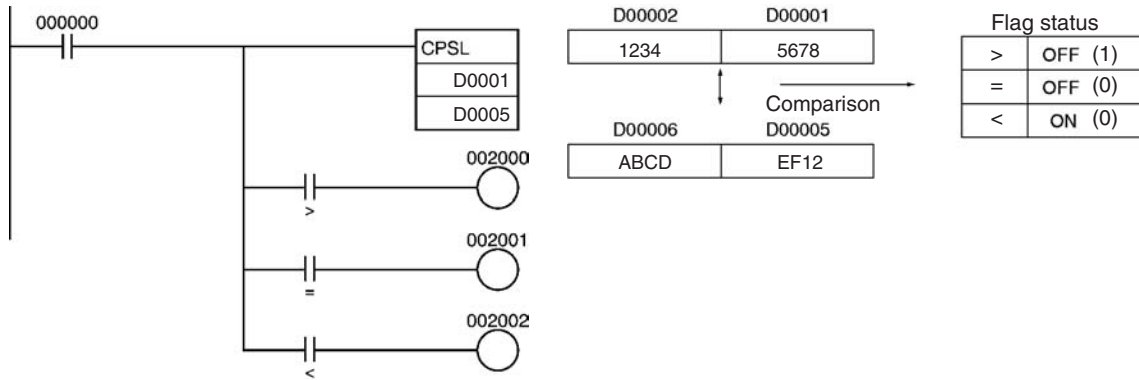 000000
CPSL
D0001
D0005
002000
>
002001
=
002002
<
D00002 D00001
1234 5678
Comparison
D00006 D00005
ABCD EF12
Flag status
> OFF (1)
= OFF (0)
< ON (0)